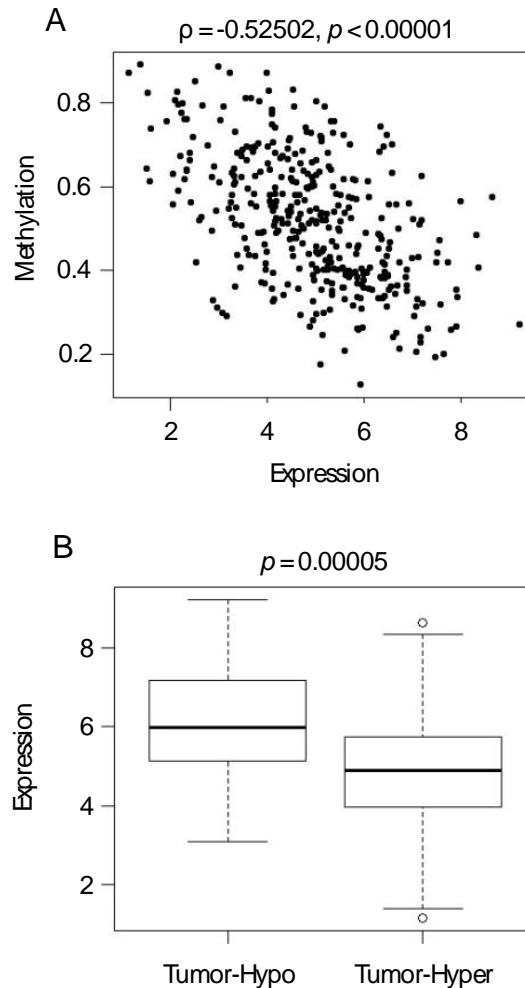 A
ρ = -0.52502, p < 0.00001
Methylation
0.8
0.6
0.4
0.2
2 4 6 8
Expression
B
p = 0.00005
Expression
8
6
4
2
Tumor-Hypo Tumor-Hyper